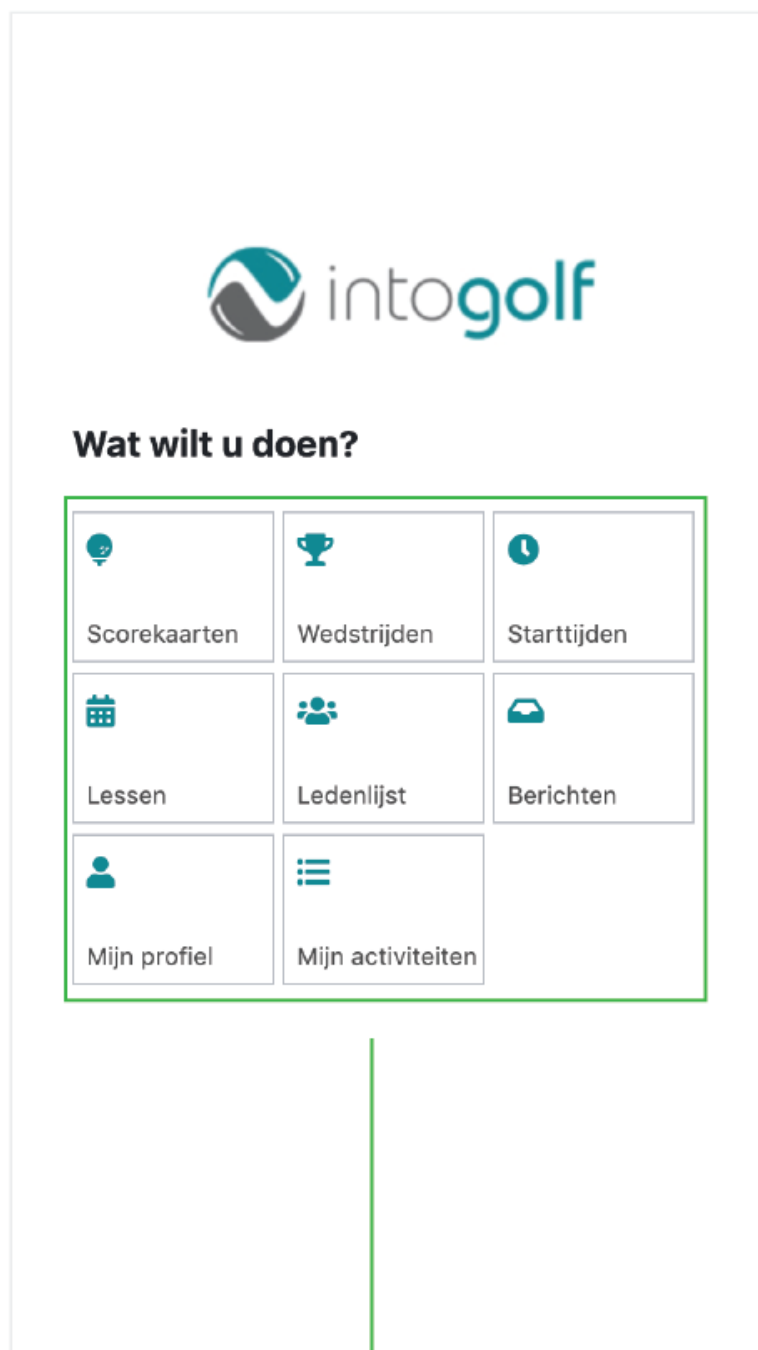 intogolf
Wat wilt u doen?
Scorekaarten Wedstrijden Starttijden
Lessen Ledenlijst Berichten
Mijn profiel Mijn activiteiten